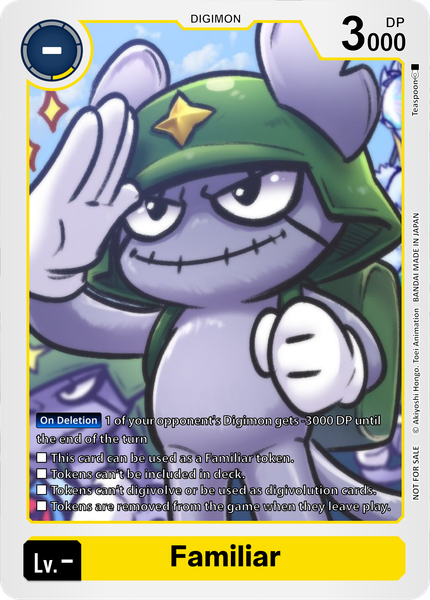 DIGIMON
-
DP
3000
Teaspoon
© Akiyoshi Hongo, Toei Animation BANDAI MADE IN JAPAN
NOT FOR SALE
On Deletion 1 of your opponent's Digimon gets -3000 DP until
the end of the turn
■ This card can be used as a Familiar token.
■ Tokens can't be included in deck.
■ Tokens can't digivolve or be used as digivolution cards.
■ Tokens are removed from the game when they leave play.
Lv.-
Familiar